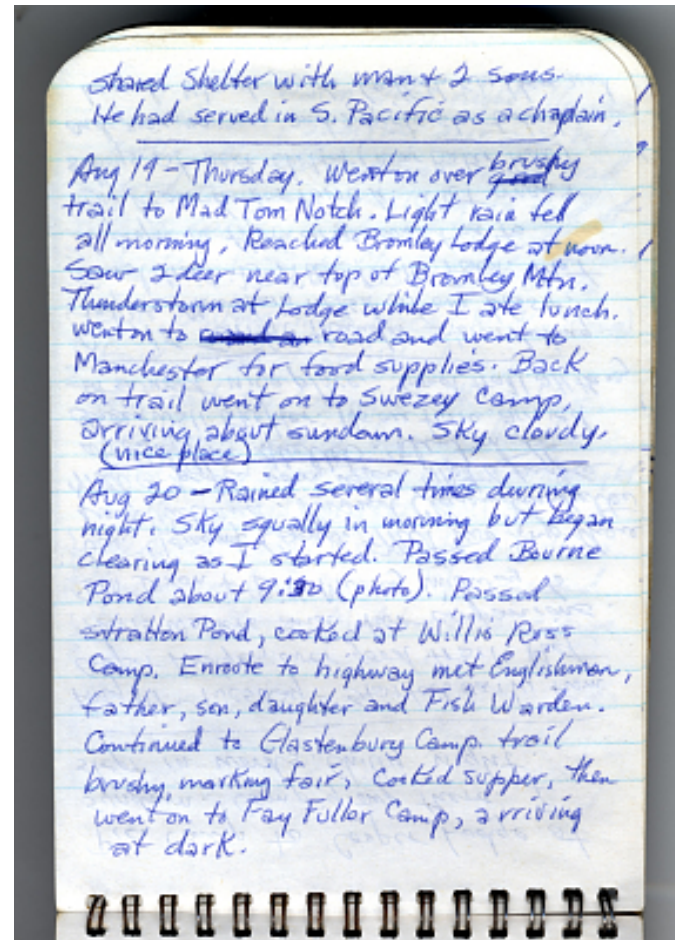 shared Shelter with man + 2 sons.
He had served in S. Pacific as a chaplain.
Aug 19 - Thursday. Went on over brushy
trail to Mad Tom Notch. Light rain fell
all morning. Reached Bromley Lodge at noon.
Saw 2 deer near top of Bromley Mtn.
Thunderstorm at Lodge while I ate lunch.
Went on to road and went to
Manchester for food supplies. Back
on trail went on to Swezey Camp,
arriving about sundown. Sky cloudy.
(nice place)
Aug 20 - Rained several times durring
night. Sky squally in morning but began
clearing as I started. Passed Bourne
Pond about (photo). Passed
Stratton Pond, cooked at Willis Ross
Camp. Enroute to highway met Englishman,
father, son, daughter and Fish Warden.
Continued to Glastenbury Camp. trail
brushy, marking fair, Cooked supper, then
went on to Fay Fuller Camp, arriving
at dark.